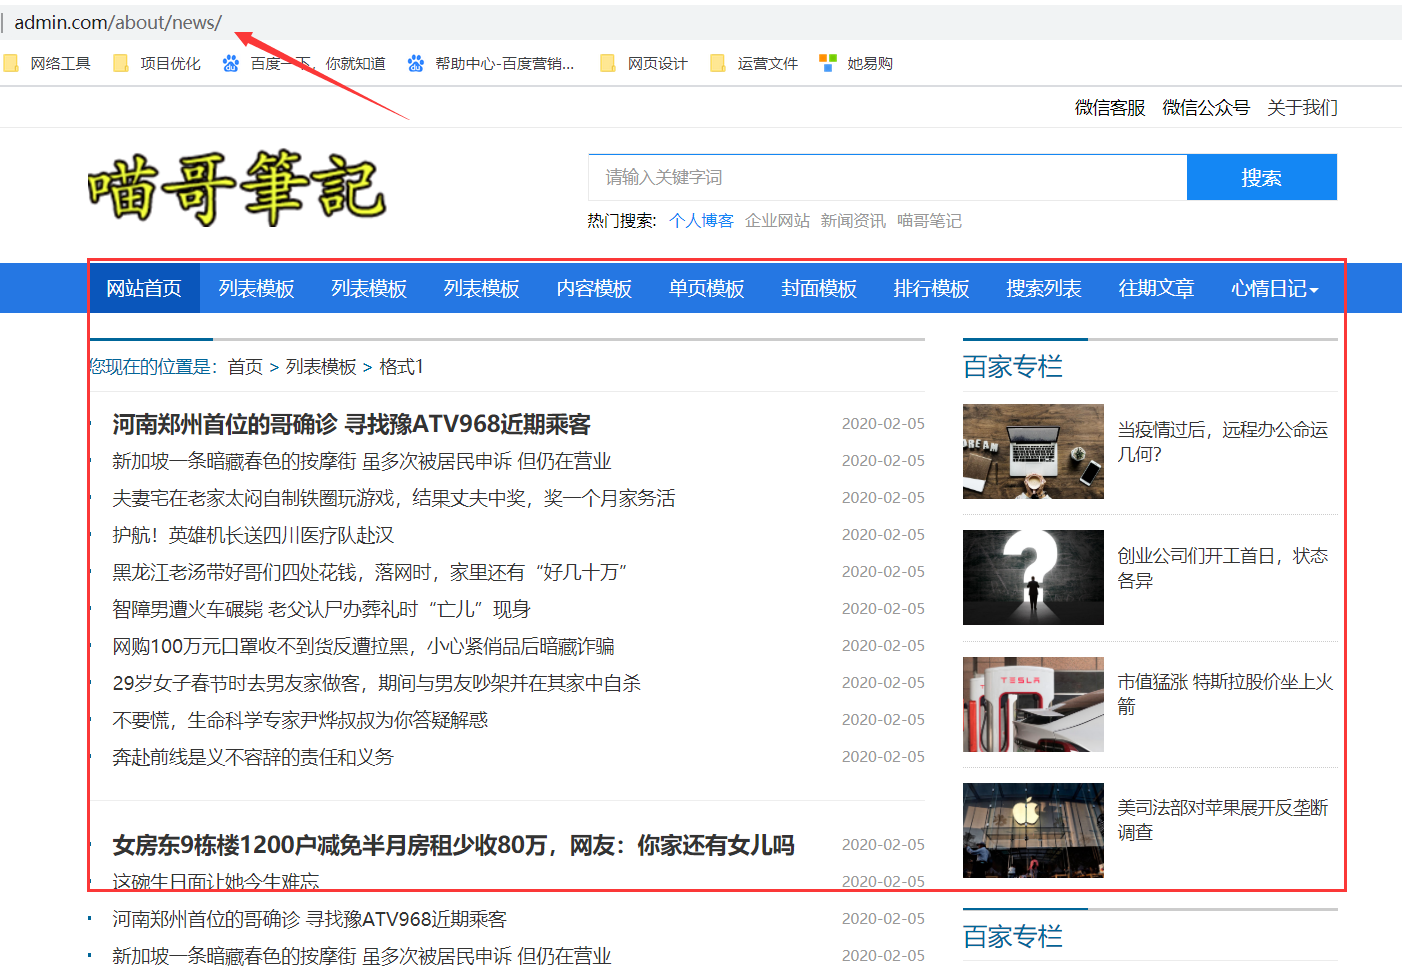 admin.com/about/news/
网络工具 项目优化 百度一下，你就知道 帮助中心-百度营销... 网页设计 运营文件 她易购
微信客服 微信公众号 关于我们
喵哥筆記
请输入关键字词 搜索
热门搜索: 个人博客 企业网站 新闻资讯 喵哥笔记
网站首页 列表模板 列表模板 列表模板 内容模板 单页模板 封面模板 排行模板 搜索列表 往期文章 心情日记
您现在的位置是：首页 > 列表模板 > 格式1
河南郑州首位的哥确诊 寻找豫ATV968近期乘客 2020-02-05
新加坡一条暗藏春色的按摩街 虽多次被居民申诉 但仍在营业 2020-02-05
夫妻宅在老家太闷自制铁圈玩游戏，结果丈夫中奖，奖一个月家务活 2020-02-05
护航！英雄机长送四川医疗队赴汉 2020-02-05
黑龙江老汤带好哥们四处花钱，落网时，家里还有“好几十万” 2020-02-05
智障男遭火车碾毙 老父认尸办葬礼时“亡儿”现身 2020-02-05
网购100万元口罩收不到货反遭拉黑，小心紧俏品后暗藏诈骗 2020-02-05
29岁女子春节时去男友家做客，期间与男友吵架并在其家中自杀 2020-02-05
不要慌，生命科学专家尹烨叔叔为你答疑解惑 2020-02-05
奔赴前线是义不容辞的责任和义务 2020-02-05
女房东9栋楼1200户减免半月房租少收80万，网友：你家还有女儿吗 2020-02-05
这碗生日面让她今生难忘 2020-02-05
河南郑州首位的哥确诊 寻找豫ATV968近期乘客 2020-02-05
新加坡一条暗藏春色的按摩街 虽多次被居民申诉 但仍在营业 2020-02-05
百家专栏
DREAM
当疫情过后，远程办公命运
几何？
创业公司们开工首日，状态
各异
TESLA
市值猛涨 特斯拉股价坐上火
箭
美司法部对苹果展开反垄断
调查
百家专栏